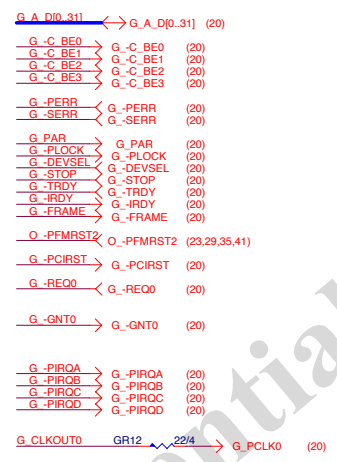 G_A_D[0..31] G_A_D[0..31] (20)
G_-C_BE0 G_-C_BE0 (20)
G_-C_BE1 G_-C_BE1 (20)
G_-C_BE2 G_-C_BE2 (20)
G_-C_BE3 G_-C_BE3 (20)
G_-PERR G_-PERR (20)
G_-SERR G_-SERR (20)
G_PAR G_PAR (20)
G_-PLOCK G_-PLOCK (20)
G_-DEVSEL G_-DEVSEL (20)
G_-STOP G_-STOP (20)
G_-TRDY G_-TRDY (20)
G_-IRDY G_-IRDY (20)
G_-FRAME G_-FRAME (20)
O_-PFMRST2 O_-PFMRST2 (23,29,35,41)
G_-PCIRST G_-PCIRST (20)
G_-REQ0 G_-REQ0 (20)
G_-GNT0 G_-GNT0 (20)
G_-PIRQA G_-PIRQA (20)
G_-PIRQB G_-PIRQB (20)
G_-PIRQC G_-PIRQC (20)
G_-PIRQD G_-PIRQD (20)
G_CLKOUT0 GR12 22/4 G_PCLK0 (20)